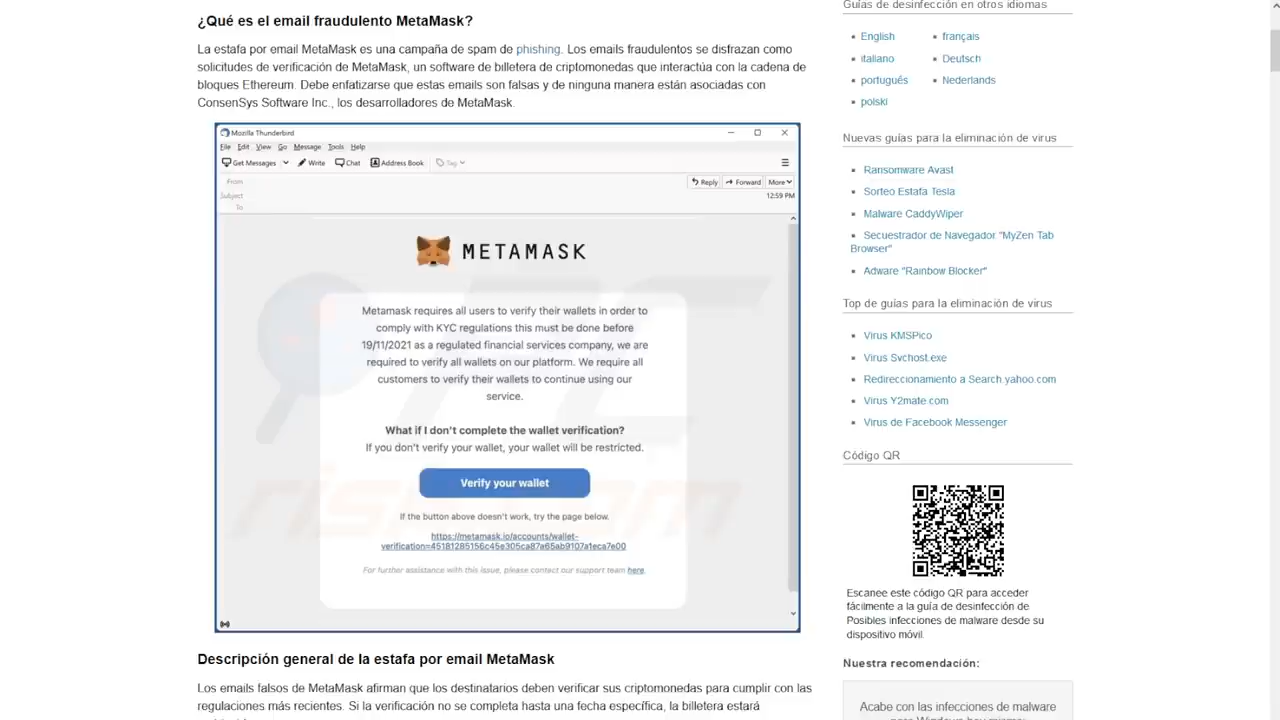 ¿Qué es el email fraudulento MetaMask?
La estafa por email MetaMask es una campaña de spam de phishing. Los emails fraudulentos se disfrazan como
solicitudes de verificación de MetaMask, un software de billetera de criptomonedas que interactúa con la cadena de
bloques Ethereum. Debe enfatizarse que estas emails son falsas y de ninguna manera están asociadas con
ConsenSys Software Inc., los desarrolladores de MetaMask.
Mozilla Thunderbird
File Edit View Go Message Tools Help
Get Messages Write Chat Address Book Tag
From
Reply Forward More
Subject
12:59 PM
To
METAMASK
Metamask requires all users to verify their wallets in order to
comply with KYC regulations this must be done before
19/11/2021 as a regulated financial services company, we are
required to verify all wallets on our platform. We require all
customers to verify their wallets to continue using our
service.
What if I don't complete the wallet verification?
If you don't verify your wallet, your wallet will be restricted.
Verify your wallet
If the button above doesn't work, try the page below.
https://metamask.io/accounts/wallet-
verification=45181285156c45e305ca87a65ab9107a1eca7e00
For further assistance with this issue, please contact our support team here.
Descripción general de la estafa por email MetaMask
Los emails falsos de MetaMask afirman que los destinatarios deben verificar sus criptomonedas para cumplir con las
regulaciones más recientes. Si la verificación no se completa hasta una fecha específica, la billetera estará
Guías de desinfección en otros idiomas
English français
italiano Deutsch
português Nederlands
polski
Nuevas guías para la eliminación de virus
Ransomware Avast
Sorteo Estafa Tesla
Malware CaddyWiper
Secuestrador de Navegador "MyZen Tab
Browser"
Adware "Rainbow Blocker"
Top de guías para la eliminación de virus
Virus KMSPico
Virus Svchost.exe
Redireccionamiento a Search.yahoo.com
Virus Y2mate.com
Virus de Facebook Messenger
Código QR
Escanee este código QR para acceder
fácilmente a la guía de desinfección de
Posibles infecciones de malware desde su
dispositivo móvil.
Nuestra recomendación:
Acabe con las infecciones de malware